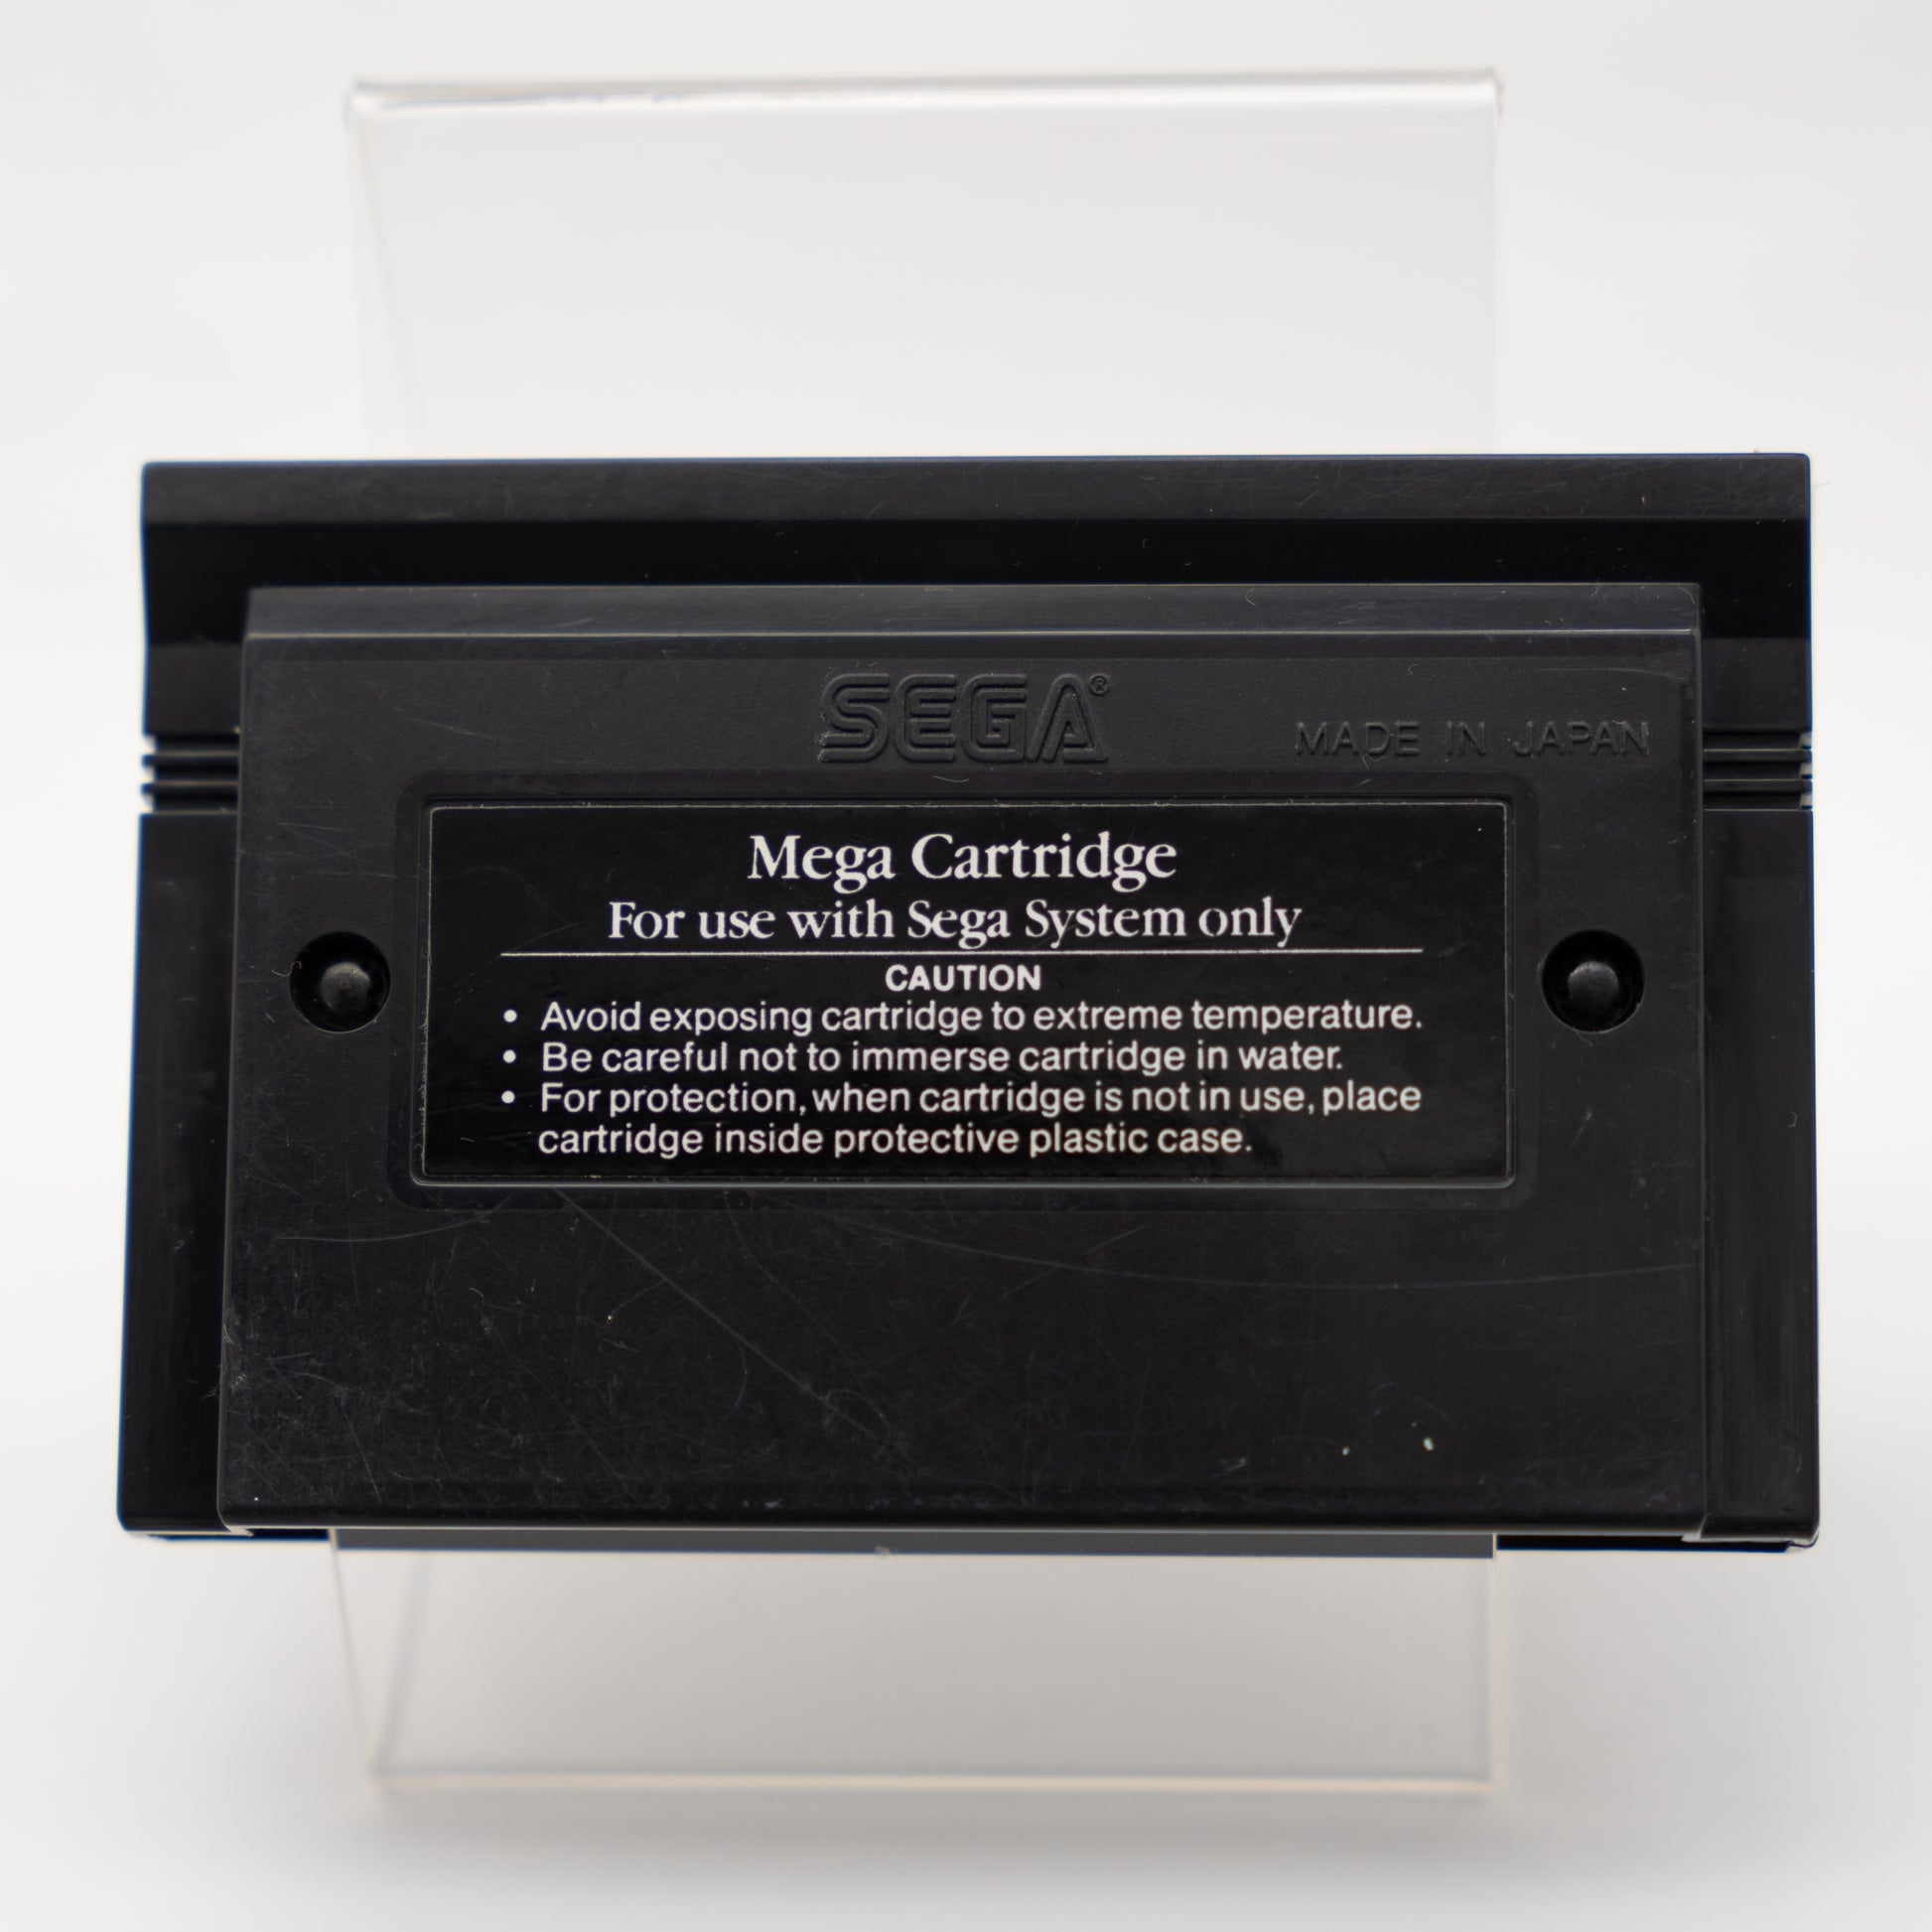 SEGA®
MADE IN JAPAN
Mega Cartridge
For use with Sega System only
CAUTION
• Avoid exposing cartridge to extreme temperature.
• Be careful not to immerse cartridge in water.
• For protection, when cartridge is not in use, place
cartridge inside protective plastic case.